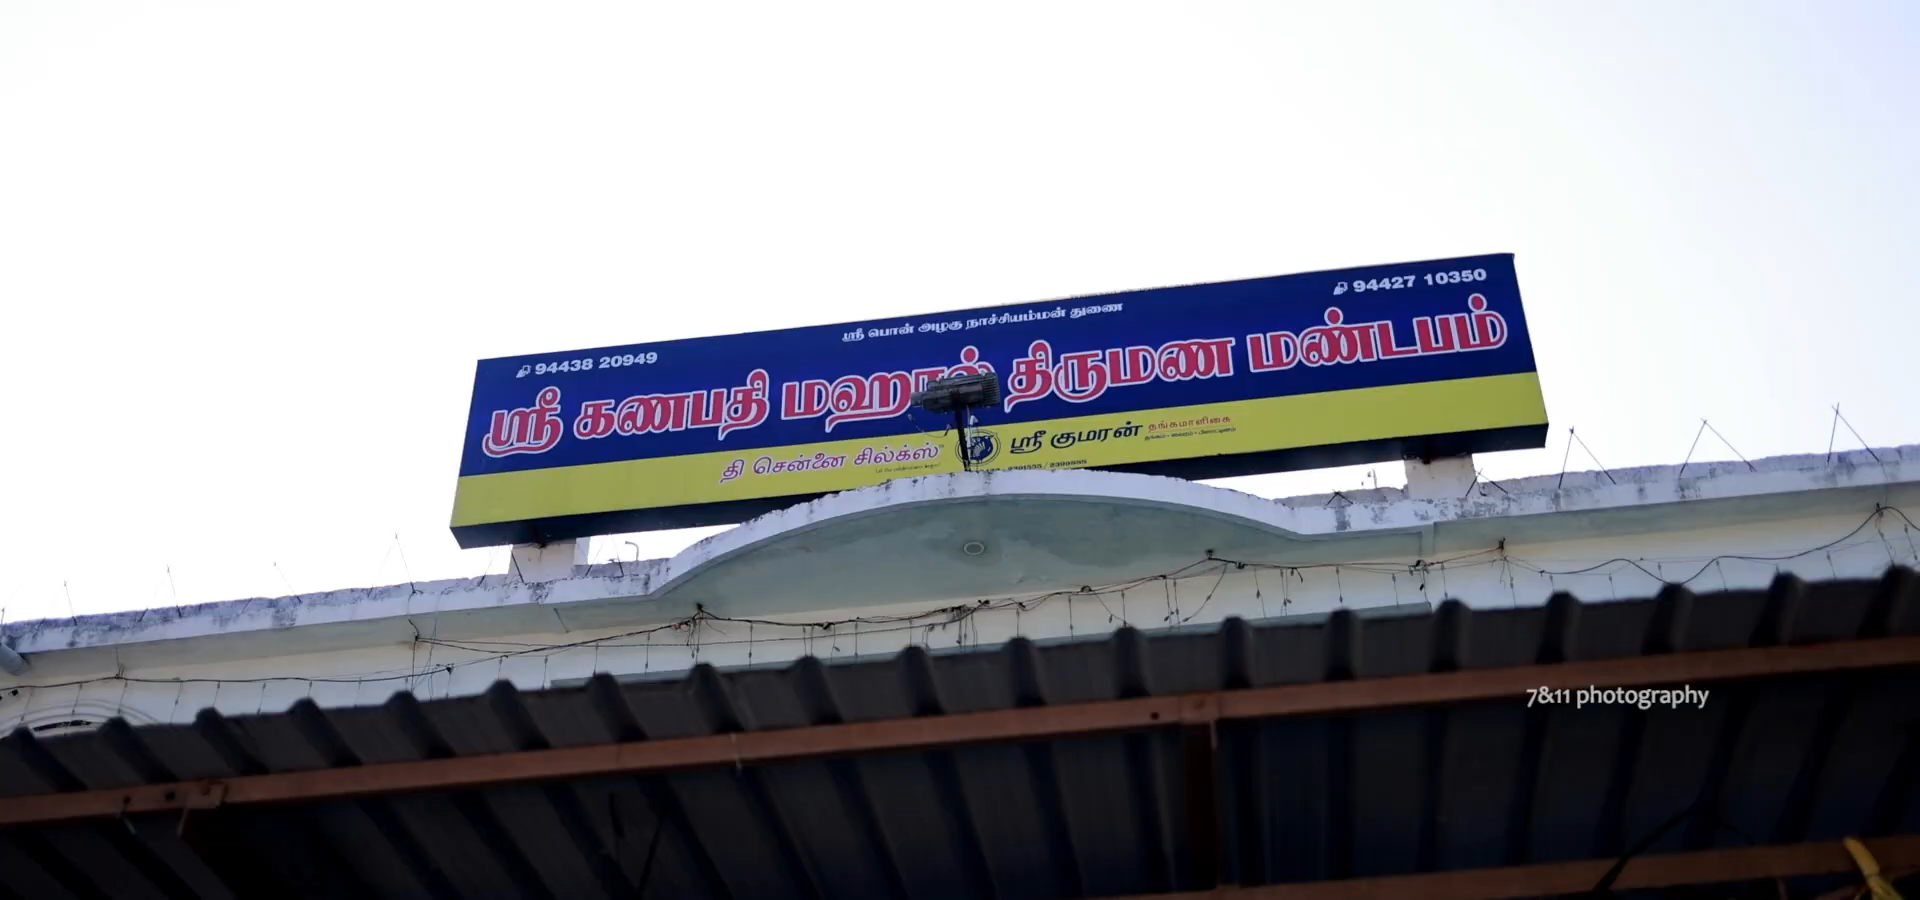 ஸ்ரீ பொன் அழகு நாச்சியம்மன் துணை
94438 20949
94427 10350
ஸ்ரீ கணபதி மஹால் திருமண மண்டபம்
தி சென்னை சில்க்ஸ்
ஸ்ரீ குமரன் தங்கமாளிகை
7&11 photography